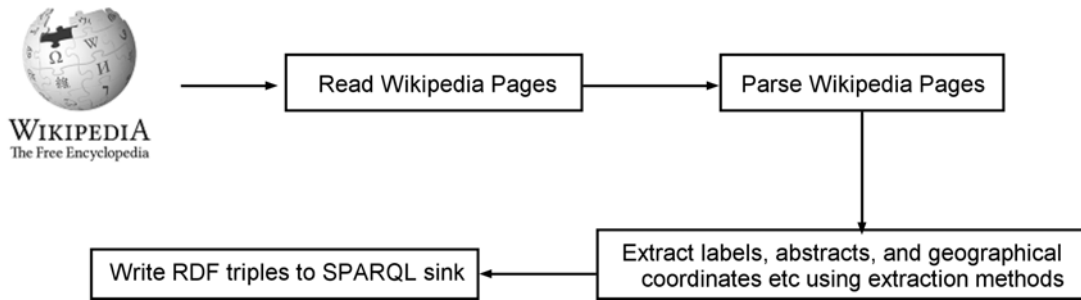 WIKIPEDIA
The Free Encyclopedia
Read Wikipedia Pages
Parse Wikipedia Pages
Extract labels, abstracts, and geographical
coordinates etc using extraction methods
Write RDF triples to SPARQL sink